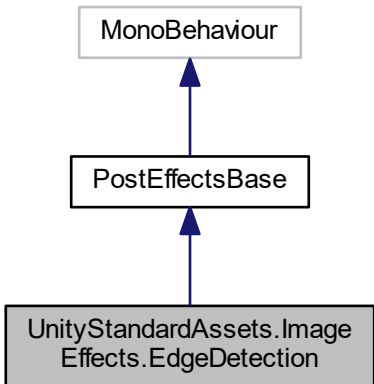 MonoBehaviour
PostEffectsBase
UnityStandardAssets.Image
Effects.EdgeDetection